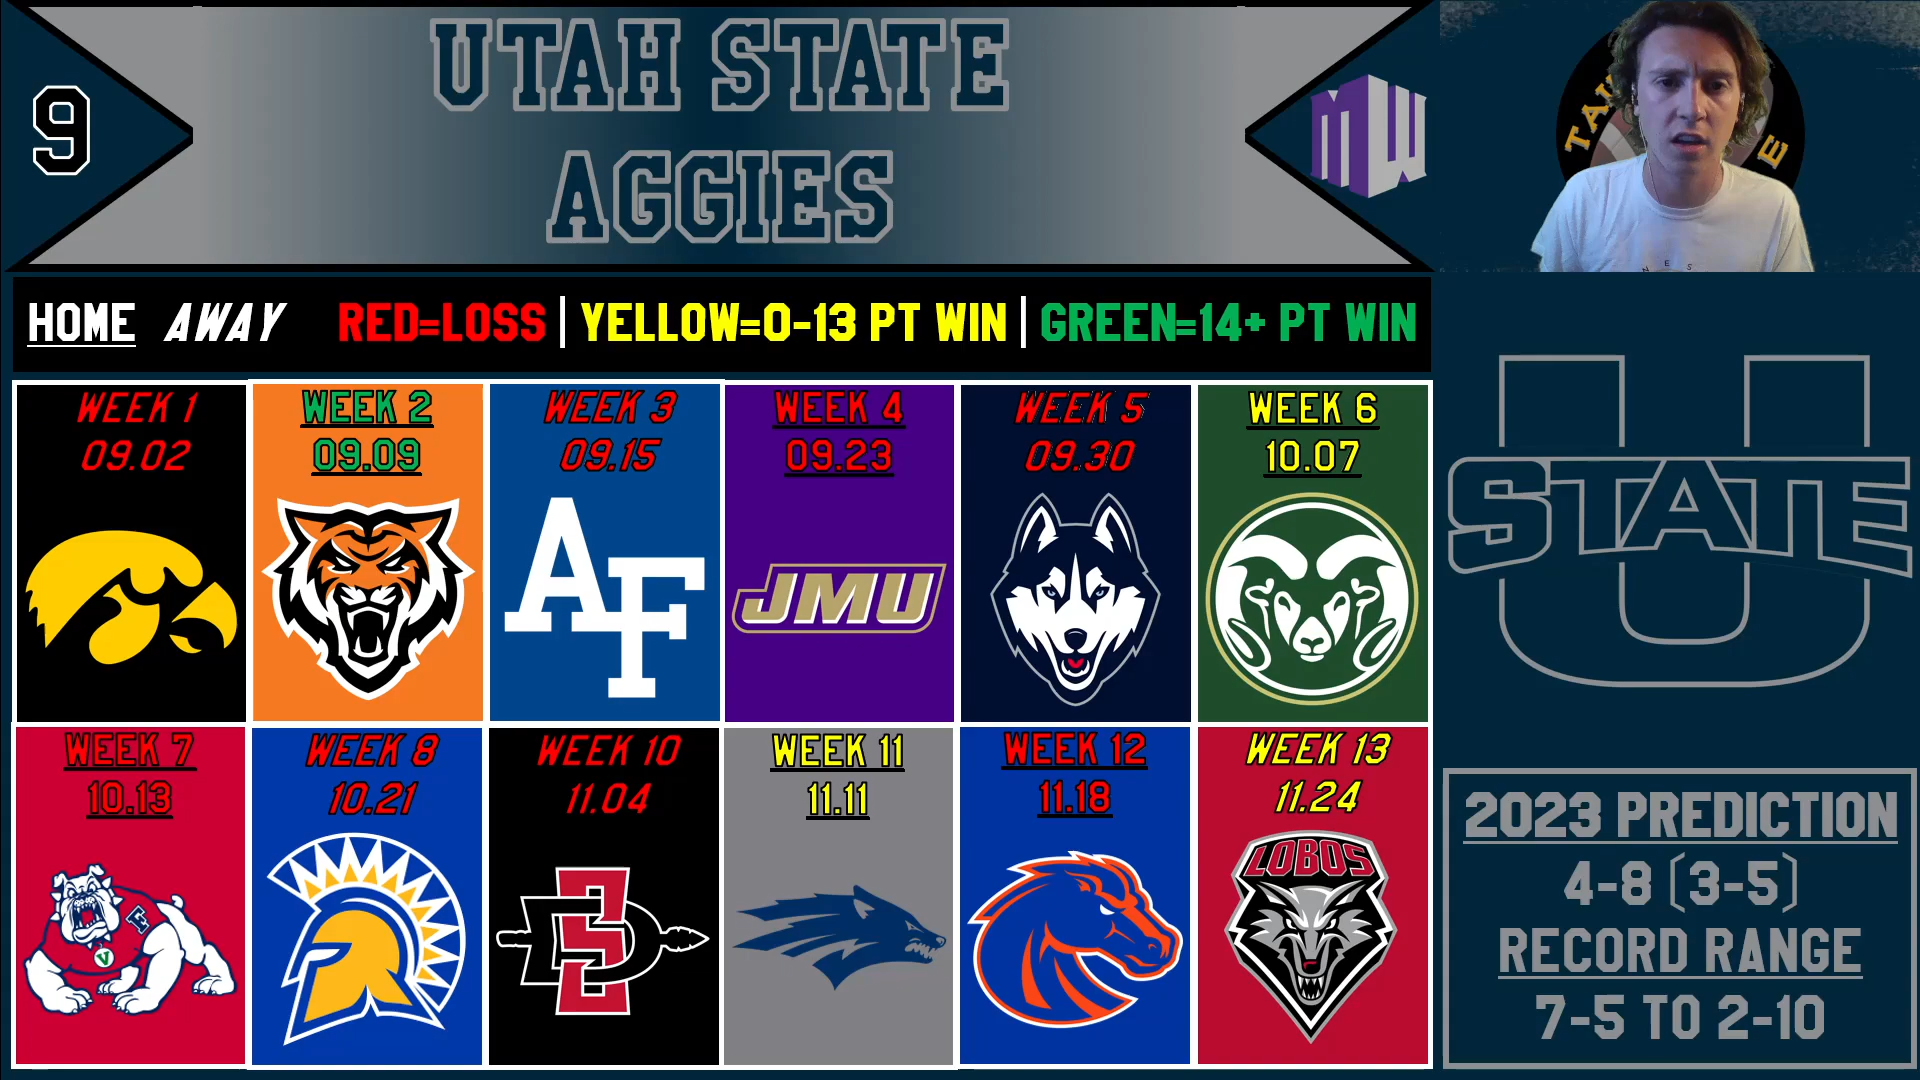 9
UTAH STATE
AGGIES
MW
HOME AWAY RED=LOSS | YELLOW=0-13 PT WIN | GREEN=14+ PT WIN
WEEK 1
09.02
WEEK 2
09.09
WEEK 3
09.15
AF
WEEK 4
09.23
JMU
WEEK 5
09.30
WEEK 6
10.07
WEEK 7
10.13
F
V
WEEK 8
10.21
WEEK 10
11.04
SD
WEEK 11
11.11
WEEK 12
11.18
WEEK 13
11.24
LOBOS
U STATE
2023 PREDICTION
4-8 (3-5)
RECORD RANGE
7-5 TO 2-10